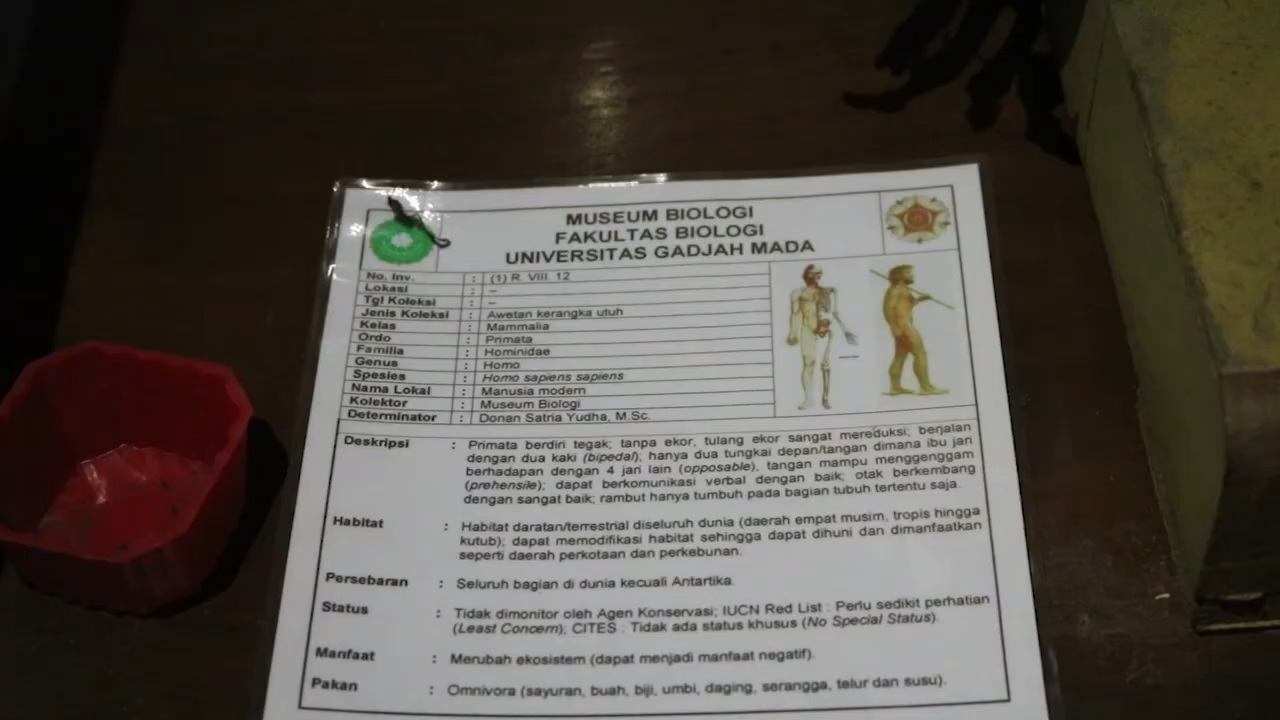 MUSEUM BIOLOGI
FAKULTAS BIOLOGI
UNIVERSITAS GADJAH MADA
No. Inv. : (1) R. VIII. 12
Lokasi : –
Tgl Koleksi : –
Jenis Koleksi : Awetan kerangka utuh
Kelas : Mammalia
Ordo : Primata
Familia : Hominidae
Genus : Homo
Spesies : Homo sapiens sapiens
Nama Lokal : Manusia modern
Kolektor : Museum Biologi
Determinator : Donan Satria Yudha, M.Sc.
Deskripsi : Primata berdiri tegak; tanpa ekor, tulang ekor sangat mereduksi; berjalan
dengan dua kaki (bipedal); hanya dua tungkai depan/tangan dimana ibu jari
berhadapan dengan 4 jari lain (opposable), tangan mampu menggenggam
(prehensile); dapat berkomunikasi verbal dengan baik; otak berkembang
dengan sangat baik; rambut hanya tumbuh pada bagian tubuh tertentu saja.
Habitat : Habitat daratan/terrestrial diseluruh dunia (daerah empat musim, tropis hingga
kutub); dapat memodifikasi habitat sehingga dapat dihuni dan dimanfaatkan
seperti daerah perkotaan dan perkebunan.
Persebaran : Seluruh bagian di dunia kecuali Antartika.
Status : Tidak dimonitor oleh Agen Konservasi; IUCN Red List : Perlu sedikit perhatian
(Least Concern); CITES : Tidak ada status khusus (No Special Status).
Manfaat : Merubah ekosistem (dapat menjadi manfaat negatif).
Pakan : Omnivora (sayuran, buah, biji, umbi, daging, serangga, telur dan susu).